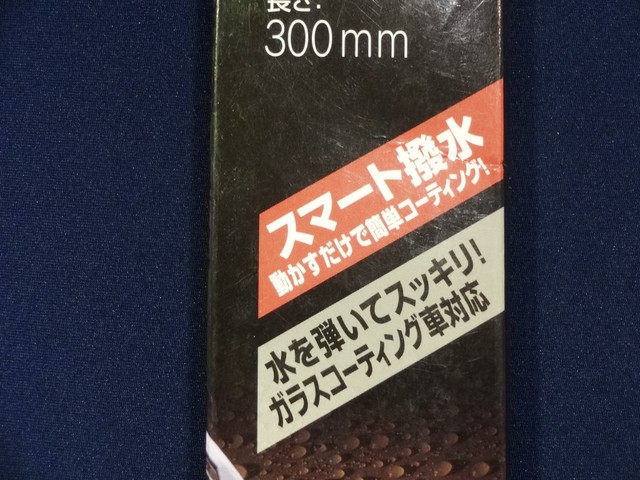 長さ:
300mm
スマート撥水
動かすだけで簡単コーティング!
水を弾いてスッキリ!
ガラスコーティング車対応